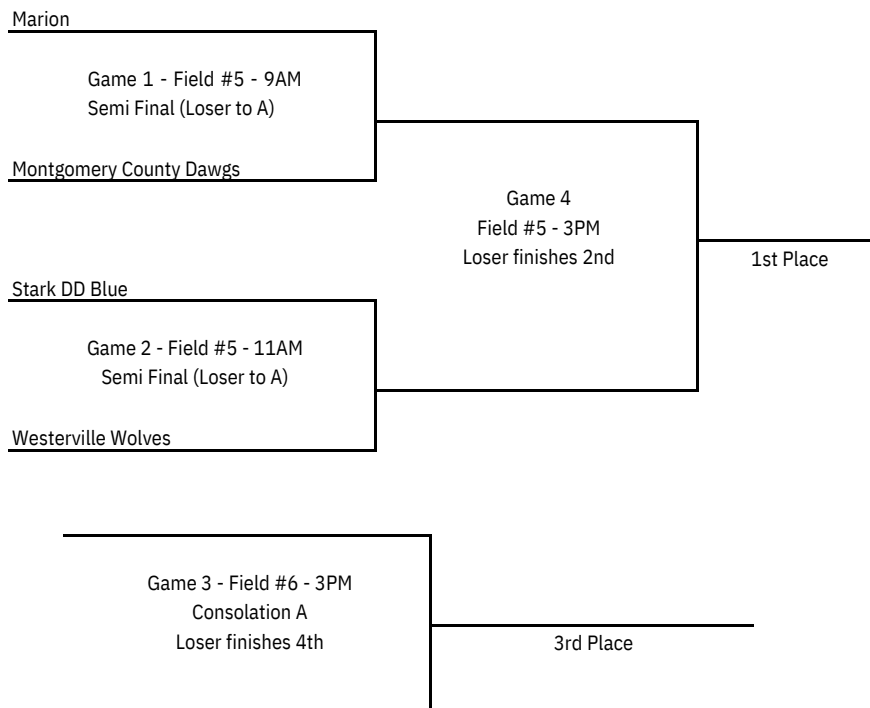 Marion
Game 1 - Field #5 - 9AM
Semi Final (Loser to A)
Montgomery County Dawgs
Game 4
Field #5 - 3PM
Loser finishes 2nd
1st Place
Stark DD Blue
Game 2 - Field #5 - 11AM
Semi Final (Loser to A)
Westerville Wolves
Game 3 - Field #6 - 3PM
Consolation A
Loser finishes 4th
3rd Place